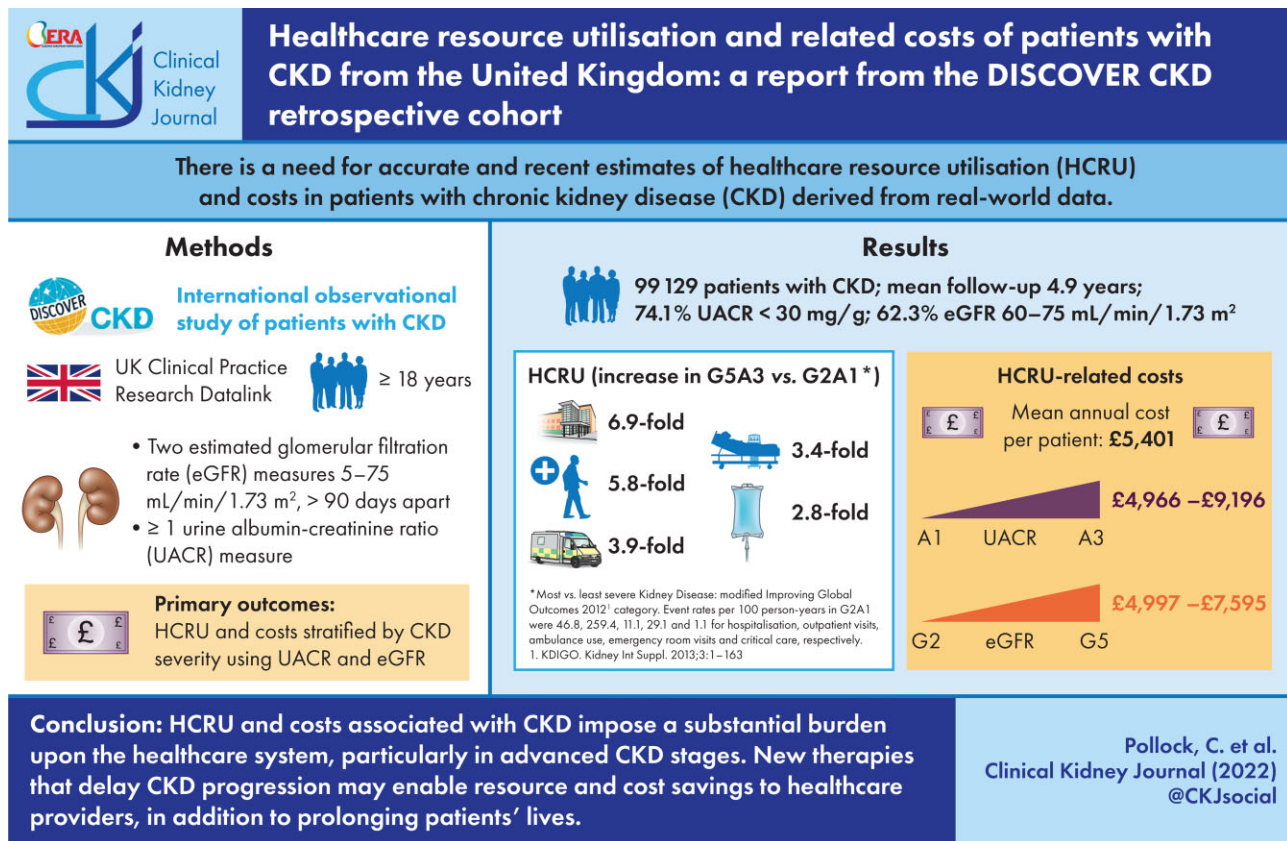 ERA
CKJ
Clinical
Kidney
Journal
Healthcare resource utilisation and related costs of patients with
CKD from the United Kingdom: a report from the DISCOVER CKD
retrospective cohort
There is a need for accurate and recent estimates of healthcare resource utilisation (HCRU)
and costs in patients with chronic kidney disease (CKD) derived from real-world data.
Methods
DISCOVER
CKD
International observational
study of patients with CKD
UK Clinical Practice
Research Datalink
≥ 18 years
• Two estimated glomerular filtration
rate (eGFR) measures 5–75
mL/min/1.73 m², > 90 days apart
• ≥ 1 urine albumin-creatinine ratio
(UACR) measure
£
£
£
£
£
Primary outcomes:
HCRU and costs stratified by CKD
severity using UACR and eGFR
Results
99 129 patients with CKD; mean follow-up 4.9 years;
74.1% UACR < 30 mg/g; 62.3% eGFR 60–75 mL/min/1.73 m²
HCRU (increase in G5A3 vs. G2A1*)
6.9-fold
5.8-fold
3.9-fold
3.4-fold
2.8-fold
*Most vs. least severe Kidney Disease: modified Improving Global
Outcomes 2012¹ category. Event rates per 100 person-years in G2A1
were 46.8, 259.4, 11.1, 29.1 and 1.1 for hospitalisation, outpatient visits,
ambulance use, emergency room visits and critical care, respectively.
1. KDIGO. Kidney Int Suppl. 2013;3:1–163
HCRU-related costs
£
£
£
£
£
Mean annual cost
per patient: £5,401
£
£
£
£
£
£4,966 –£9,196
A1 UACR A3
£4,997 –£7,595
G2 eGFR G5
Conclusion: HCRU and costs associated with CKD impose a substantial burden
upon the healthcare system, particularly in advanced CKD stages. New therapies
that delay CKD progression may enable resource and cost savings to healthcare
providers, in addition to prolonging patients' lives.
Pollock, C. et al.
Clinical Kidney Journal (2022)
@CKJsocial